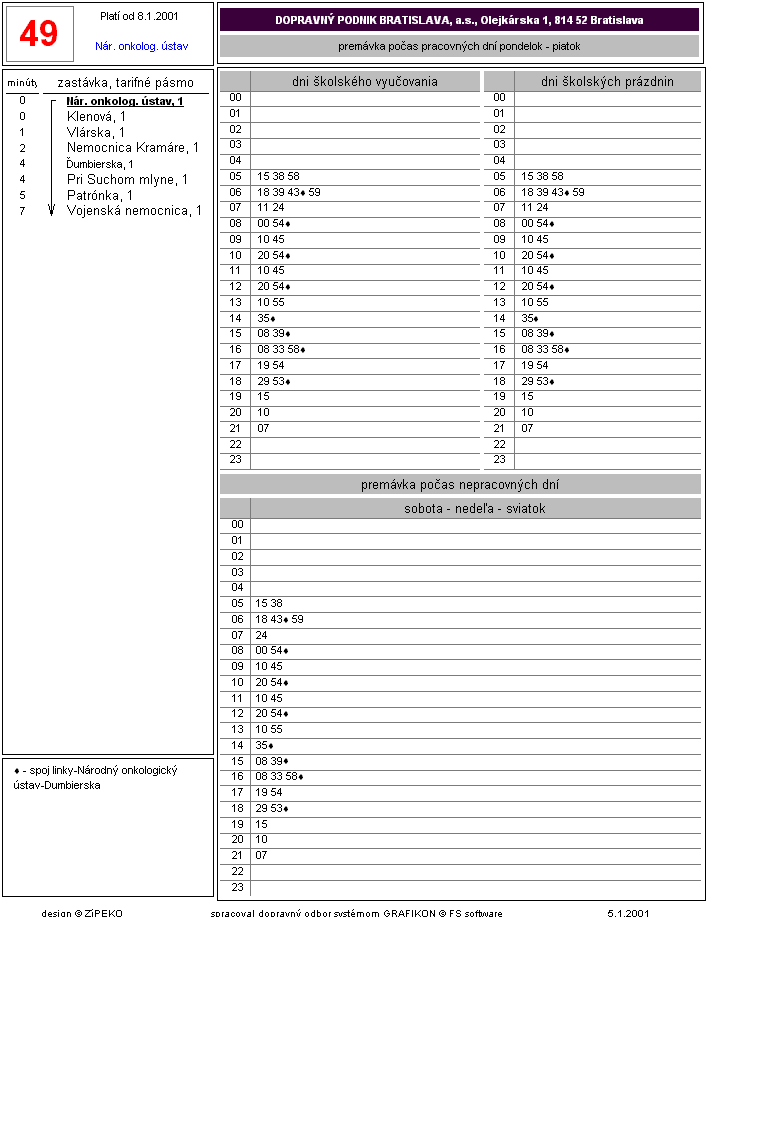 49
Platí od 8.1.2001
Nár. onkolog. ústav
DOPRAVNÝ PODNIK BRATISLAVA, a.s., Olejkárska 1, 814 52 Bratislava
premávka počas pracovných dní pondelok - piatok
minúty zastávka, tarifné pásmo
0 Nár. onkolog. ústav, 1
0 Klenová, 1
1 Vlárska, 1
2 Nemocnica Kramáre, 1
4 Ďumbierska, 1
4 Pri Suchom mlyne, 1
5 Patrónka, 1
7 Vojenská nemocnica, 1
dni školského vyučovania
00
01
02
03
04
05 15 38 58
06 18 39 43♦ 59
07 11 24
08 00 54♦
09 10 45
10 20 54♦
11 10 45
12 20 54♦
13 10 55
14 35♦
15 08 39♦
16 08 33 58♦
17 19 54
18 29 53♦
19 15
20 10
21 07
22
23
dni školských prázdnin
00
01
02
03
04
05 15 38 58
06 18 39 43♦ 59
07 11 24
08 00 54♦
09 10 45
10 20 54♦
11 10 45
12 20 54♦
13 10 55
14 35♦
15 08 39♦
16 08 33 58♦
17 19 54
18 29 53♦
19 15
20 10
21 07
22
23
premávka počas nepracovných dní
sobota - nedeľa - sviatok
00
01
02
03
04
05 15 38
06 18 43♦ 59
07 24
08 00 54♦
09 10 45
10 20 54♦
11 10 45
12 20 54♦
13 10 55
14 35♦
15 08 39♦
16 08 33 58♦
17 19 54
18 29 53♦
19 15
20 10
21 07
22
23
♦ - spoj linky-Národný onkologický
ústav-Dumbierska
design © ZíPEKO spracoval dopravný odbor systémom GRAFIKON © FS software 5.1.2001